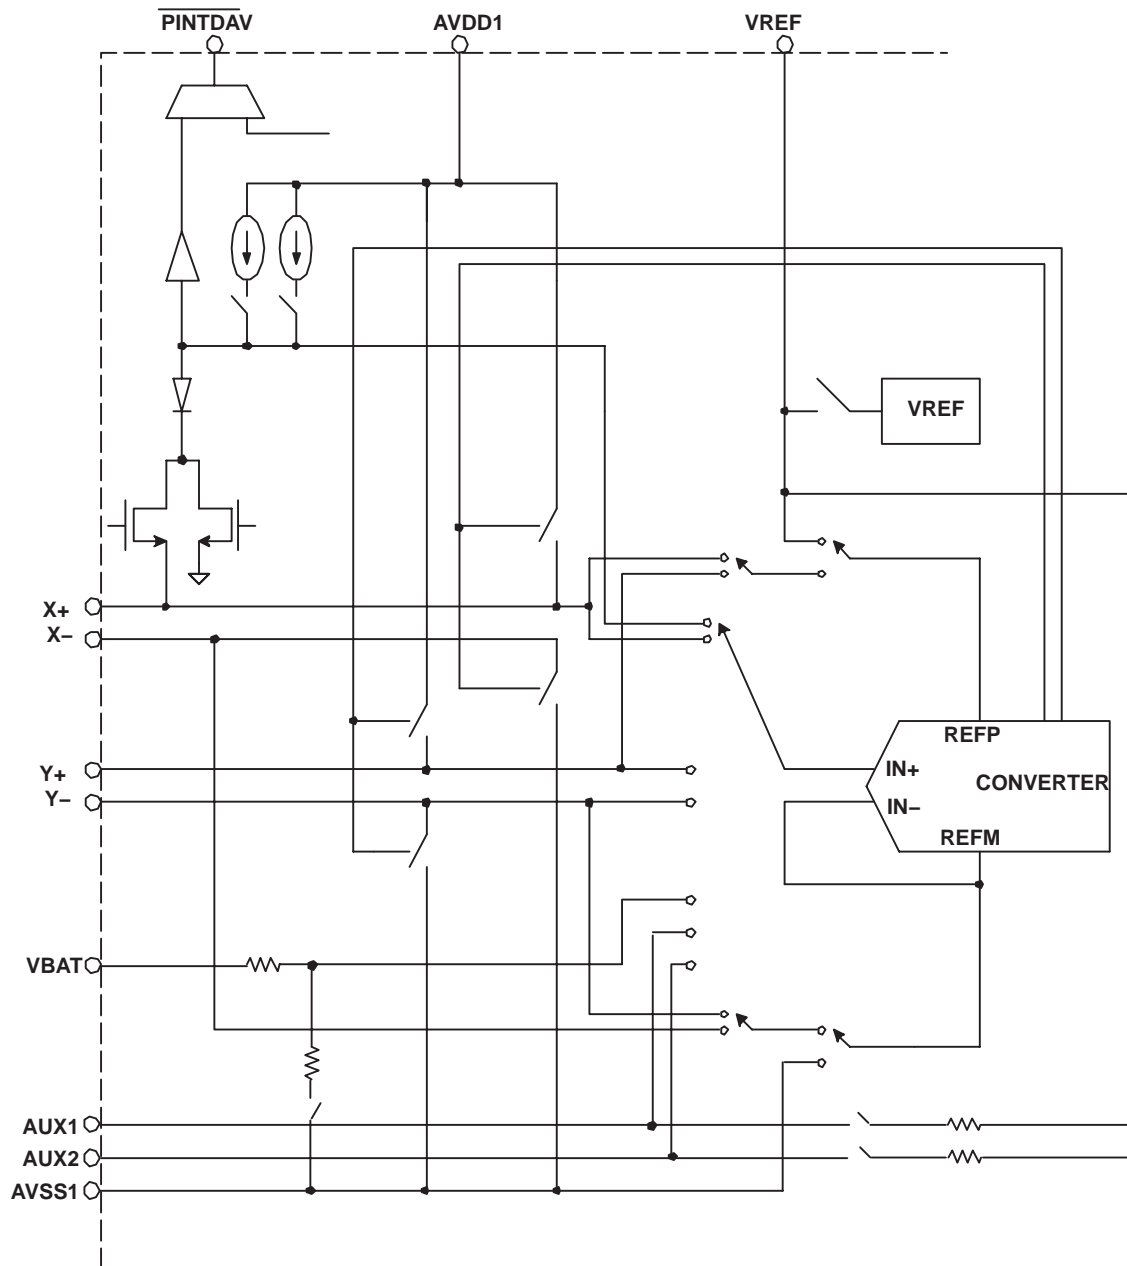 PINTDAV AVDD1 VREF
VREF
X+
X–
REFP
Y+
IN+
CONVERTER
Y–
IN–
REFM
VBAT
AUX1
AUX2
AVSS1